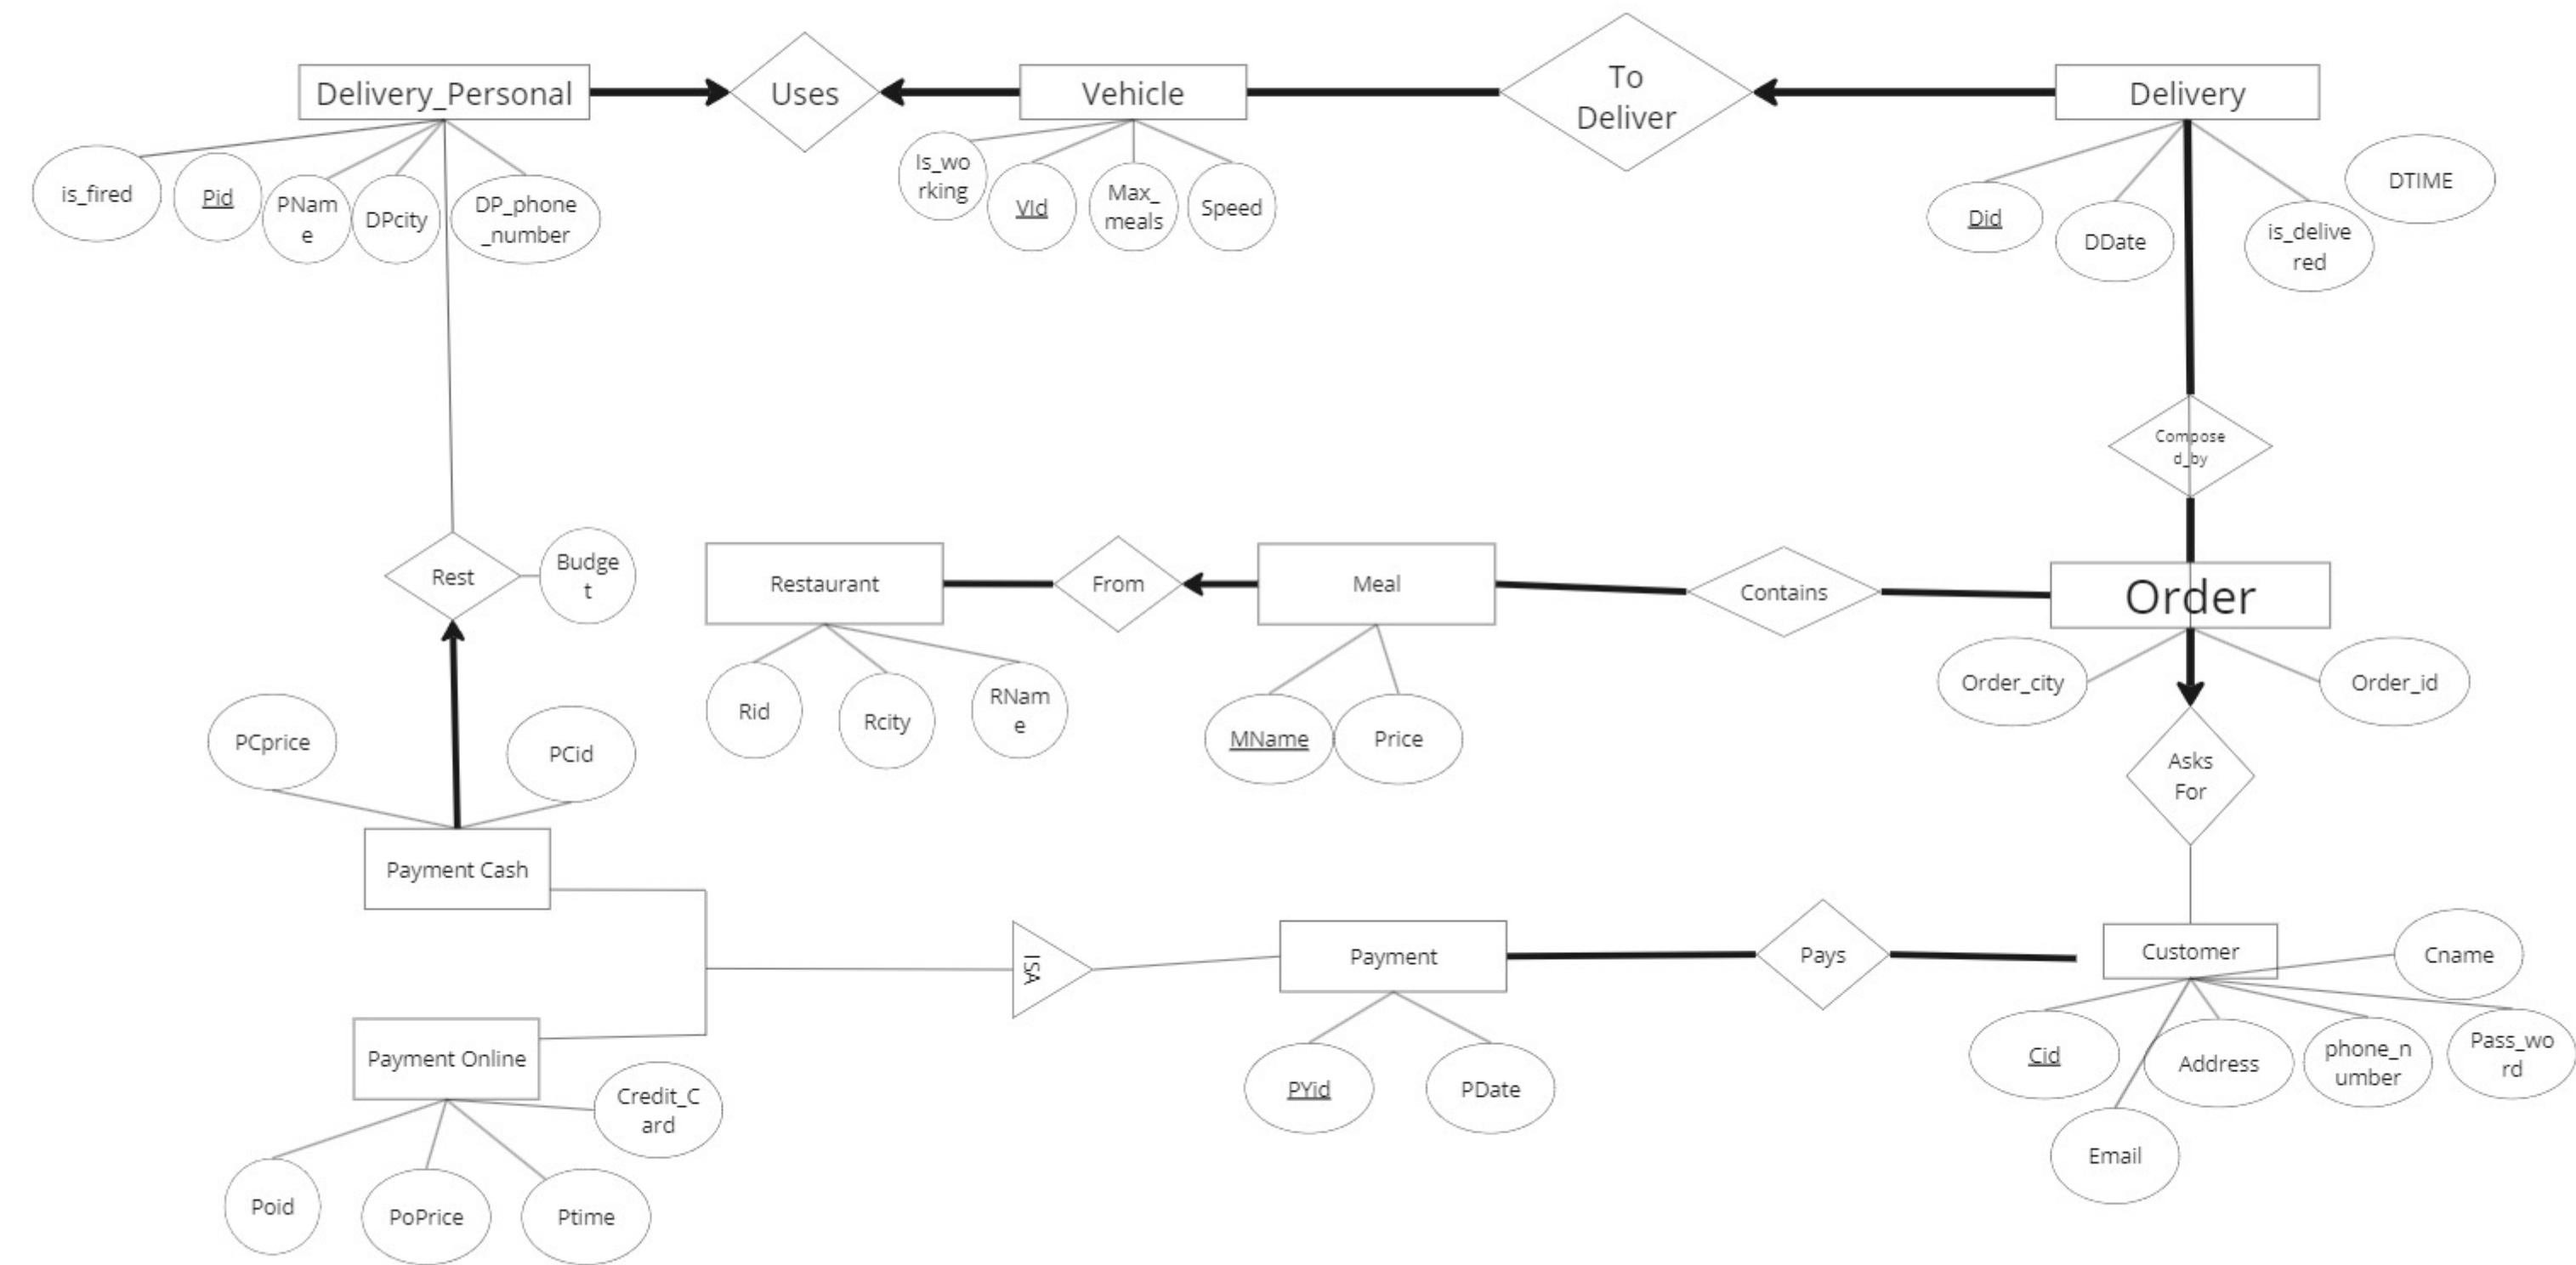 Delivery_Personal
Uses
Vehicle
To
Deliver
Delivery
is_fired
Pid
PNam
e
DPcity
DP_phone
_number
Is_wo
rking
VId
Max_
meals
Speed
Did
DDate
is_delive
red
DTIME
Compose
d_by
Rest
Budge
t
Restaurant
From
Meal
Contains
Order
Rid
Rcity
RNam
e
MName
Price
Order_city
Order_id
PCprice
PCid
Asks
For
Payment Cash
ISA
Payment
Pays
Customer
Cname
Payment Online
Credit_C
ard
PYid
PDate
Cid
Address
phone_n
umber
Pass_wo
rd
Email
Poid
PoPrice
Ptime